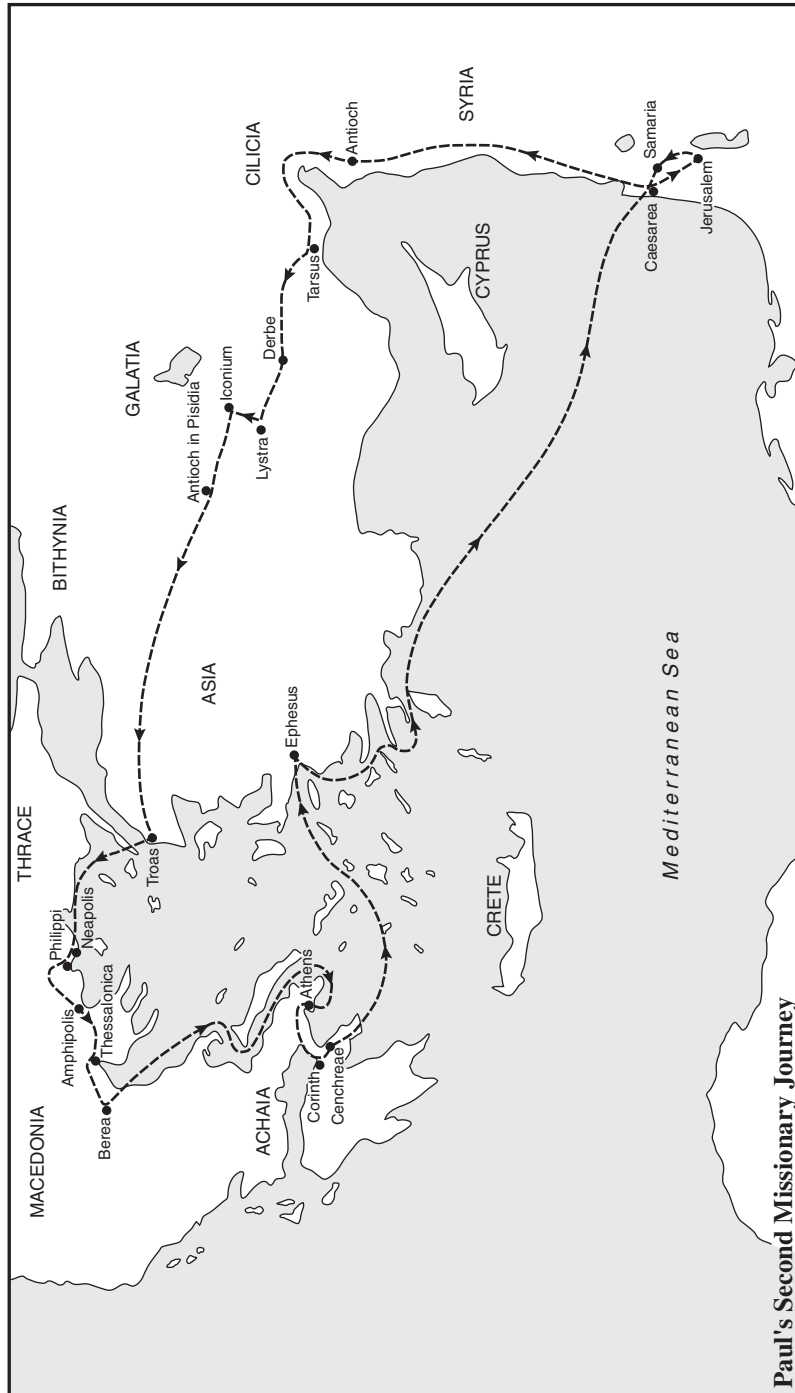 Paul's Second Missionary Journey
MACEDONIA
THRACE
BITHYNIA
GALATIA
CILICIA
SYRIA
ASIA
ACHAIA
CRETE
CYPRUS
Mediterranean Sea
Berea
Amphipolis
Thessalonica
Philippi
Neapolis
Troas
Antioch in Pisidia
Iconium
Lystra
Derbe
Tarsus
Antioch
Athens
Corinth
Cenchreae
Ephesus
Caesarea
Samaria
Jerusalem